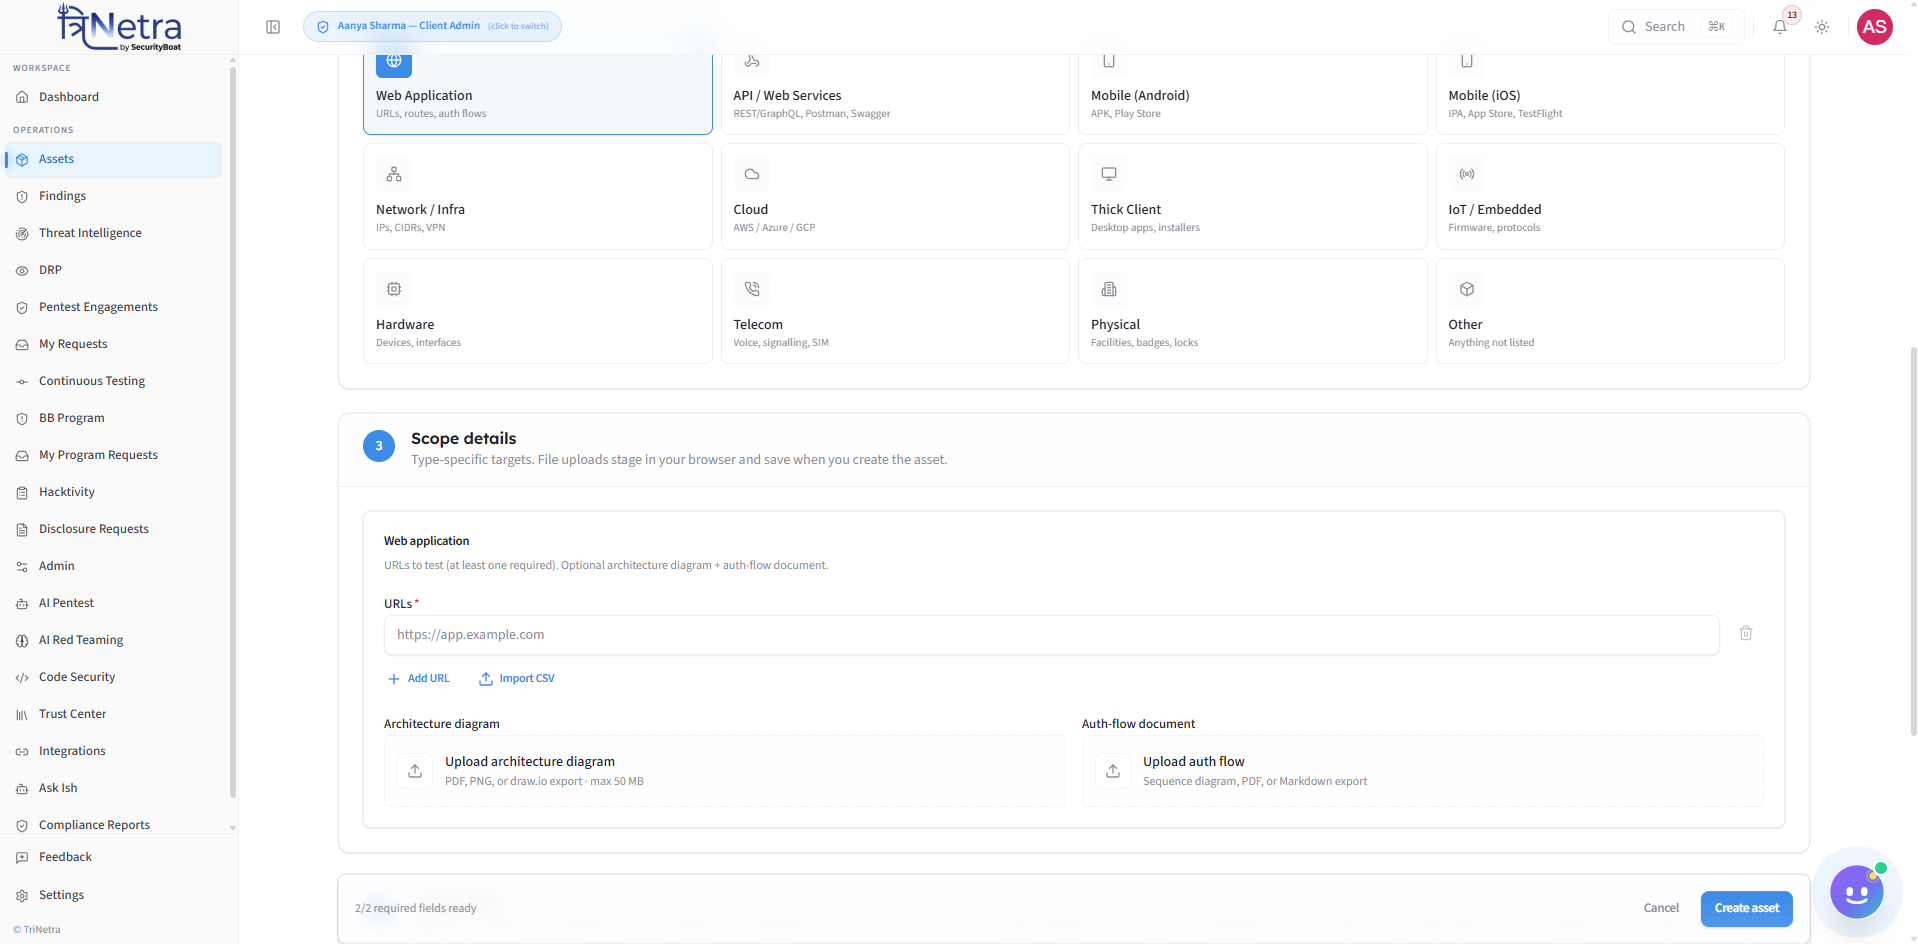 त्रिNetra
by SecurityBoat
Aanya Sharma — Client Admin (click to switch)
Search ⌘K
13
AS
WORKSPACE
Dashboard
OPERATIONS
Assets
Findings
Threat Intelligence
DRP
Pentest Engagements
My Requests
Continuous Testing
BB Program
My Program Requests
Hacktivity
Disclosure Requests
Admin
AI Pentest
AI Red Teaming
Code Security
Trust Center
Integrations
Ask Ish
Compliance Reports
Feedback
Settings
© TriNetra
Web Application
URLs, routes, auth flows
API / Web Services
REST/GraphQL, Postman, Swagger
Mobile (Android)
APK, Play Store
Mobile (iOS)
IPA, App Store, TestFlight
Network / Infra
IPs, CIDRs, VPN
Cloud
AWS / Azure / GCP
Thick Client
Desktop apps, installers
IoT / Embedded
Firmware, protocols
Hardware
Devices, interfaces
Telecom
Voice, signalling, SIM
Physical
Facilities, badges, locks
Other
Anything not listed
3
Scope details
Type-specific targets. File uploads stage in your browser and save when you create the asset.
Web application
URLs to test (at least one required). Optional architecture diagram + auth-flow document.
URLs *
https://app.example.com
Add URL
Import CSV
Architecture diagram
Upload architecture diagram
PDF, PNG, or draw.io export · max 50 MB
Auth-flow document
Upload auth flow
Sequence diagram, PDF, or Markdown export
2/2 required fields ready
Cancel
Create asset